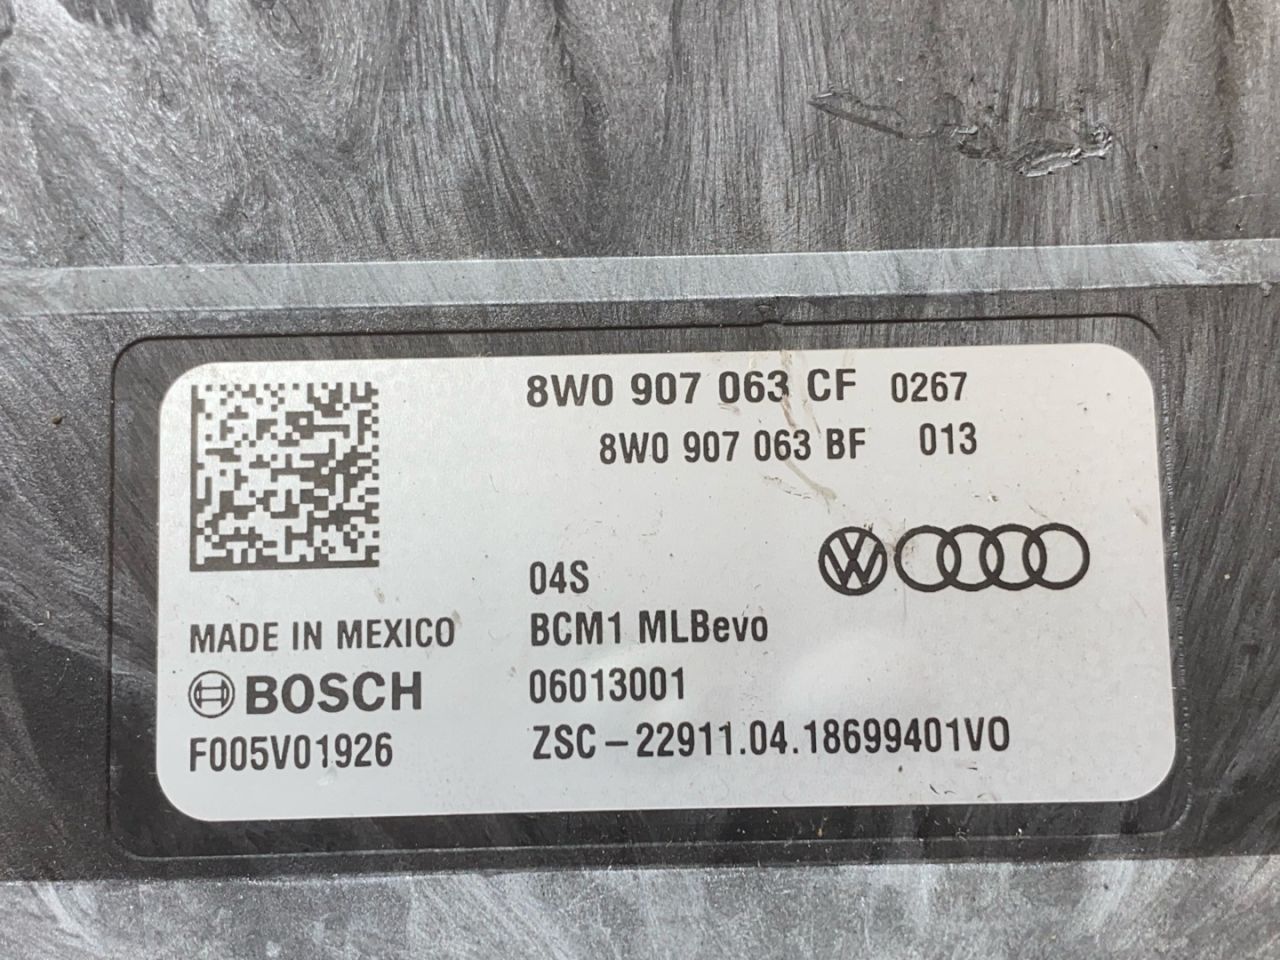 8W0 907 063 CF 0267
8W0 907 063 BF 013
04S
MADE IN MEXICO BCM1 MLBevo
BOSCH 06013001
F005V01926 ZSC-22911.04.18699401V0